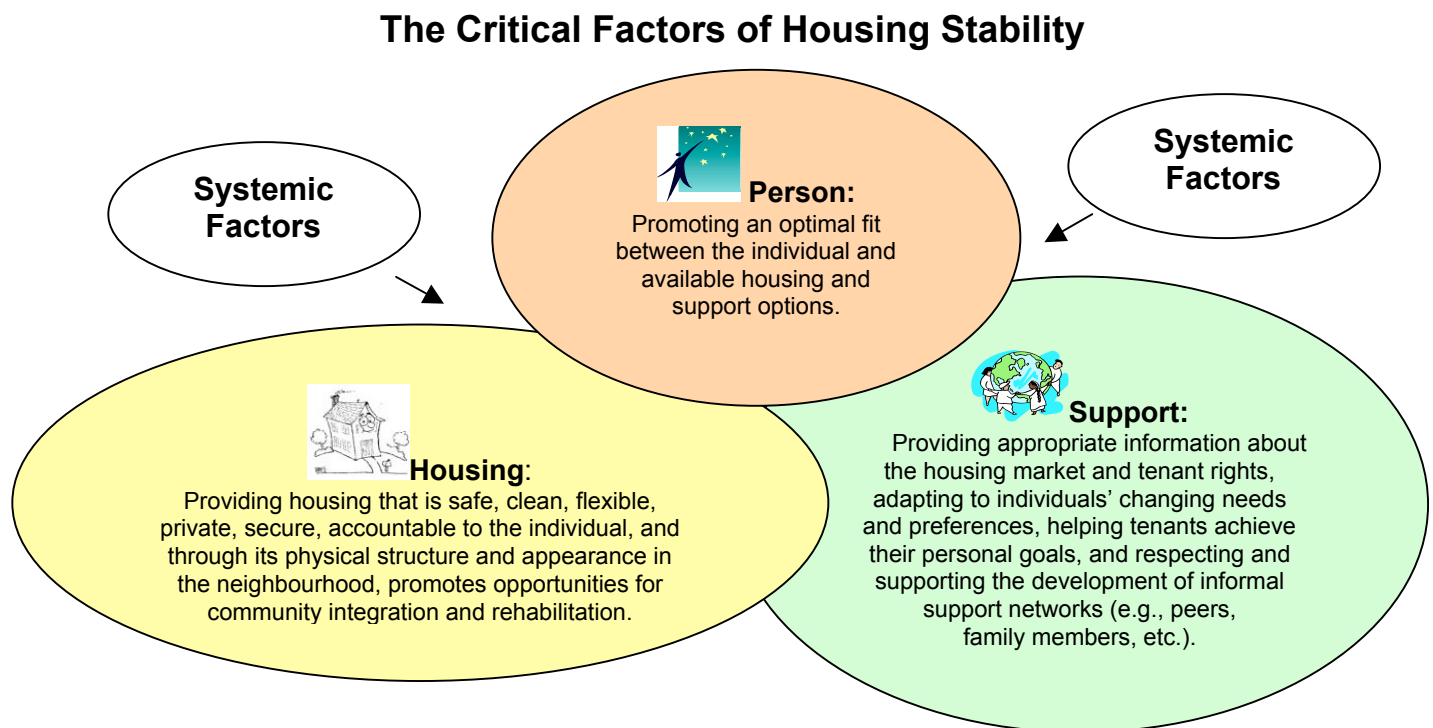 The Critical Factors of Housing Stability
Systemic
Factors
Systemic
Factors
Person:
Promoting an optimal fit
between the individual and
available housing and
support options.
Housing:
Providing housing that is safe, clean, flexible,
private, secure, accountable to the individual, and
through its physical structure and appearance in
the neighbourhood, promotes opportunities for
community integration and rehabilitation.
Support:
Providing appropriate information about
the housing market and tenant rights,
adapting to individuals’ changing needs
and preferences, helping tenants achieve
their personal goals, and respecting and
supporting the development of informal
support networks (e.g., peers,
family members, etc.).